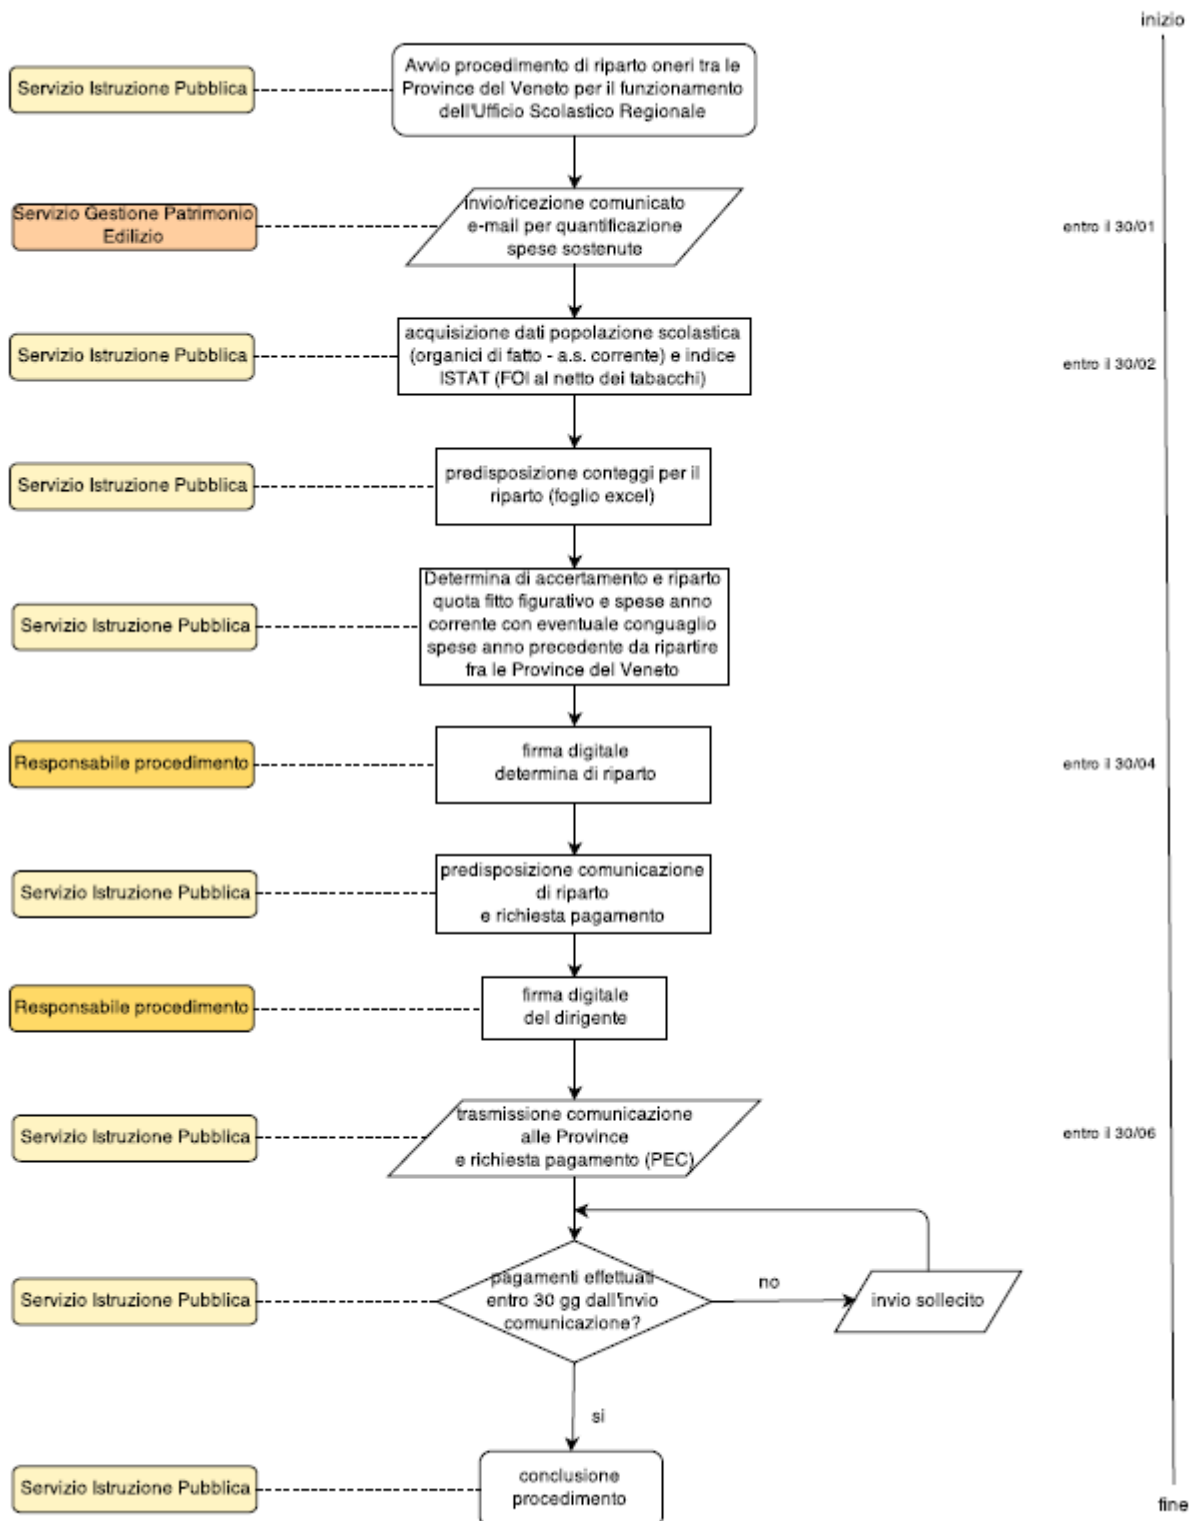 inizio
Servizio Istruzione Pubblica
Avvio procedimento di riparto oneri tra le
Province del Veneto per il funzionamento
dell'Ufficio Scolastico Regionale
Servizio Gestione Patrimonio
Edilizio
invio/ricezione comunicato
e-mail per quantificazione
spese sostenute
entro il 30/01
Servizio Istruzione Pubblica
acquisizione dati popolazione scolastica
(organici di fatto - a.s. corrente) e indice
ISTAT (FOI al netto dei tabacchi)
entro il 30/02
Servizio Istruzione Pubblica
predisposizione conteggi per il
riparto (foglio excel)
Servizio Istruzione Pubblica
Determina di accertamento e riparto
quota fitto figurativo e spese anno
corrente con eventuale conguaglio
spese anno precedente da ripartire
fra le Province del Veneto
Responsabile procedimento
firma digitale
determina di riparto
entro il 30/04
Servizio Istruzione Pubblica
predisposizione comunicazione
di riparto
e richiesta pagamento
Responsabile procedimento
firma digitale
del dirigente
Servizio Istruzione Pubblica
trasmissione comunicazione
alle Province
e richiesta pagamento (PEC)
entro il 30/06
Servizio Istruzione Pubblica
pagamenti effettuati
entro 30 gg dall'invio
comunicazione?
no
invio sollecito
si
Servizio Istruzione Pubblica
conclusione
procedimento
fine